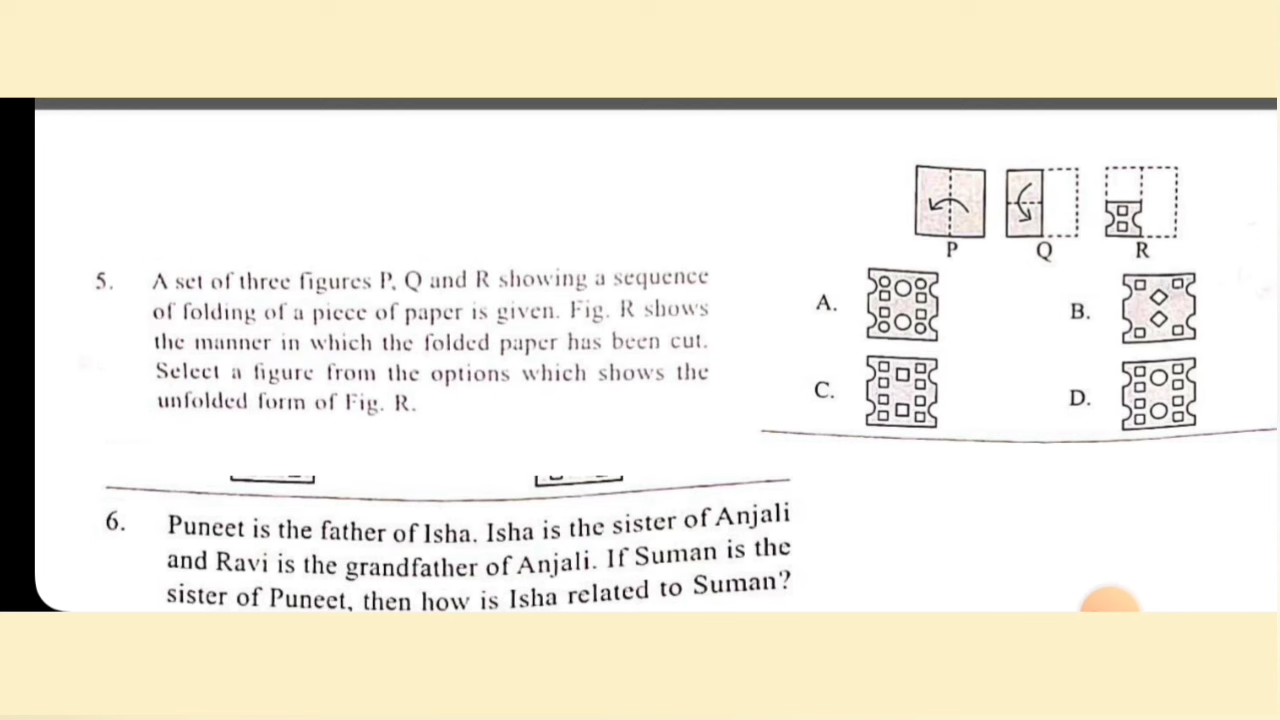 P Q R
5. A set of three figures P, Q and R showing a sequence
of folding of a piece of paper is given. Fig. R shows
the manner in which the folded paper has been cut.
Select a figure from the options which shows the
unfolded form of Fig. R.
A. B.
C. D.
6. Puneet is the father of Isha. Isha is the sister of Anjali
and Ravi is the grandfather of Anjali. If Suman is the
sister of Puneet, then how is Isha related to Suman?